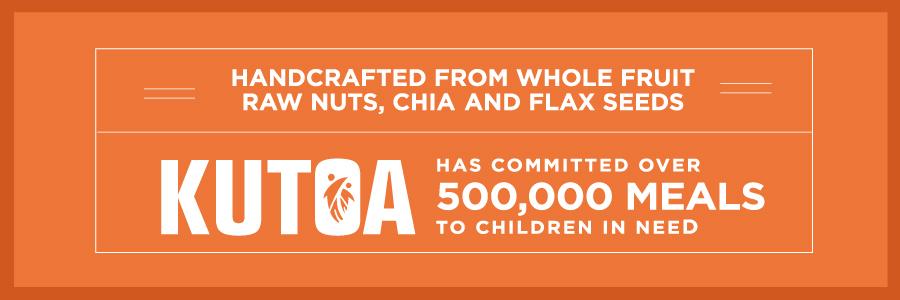 HANDCRAFTED FROM WHOLE FRUIT
RAW NUTS, CHIA AND FLAX SEEDS
KUTOA
HAS COMMITTED OVER
500,000 MEALS
TO CHILDREN IN NEED